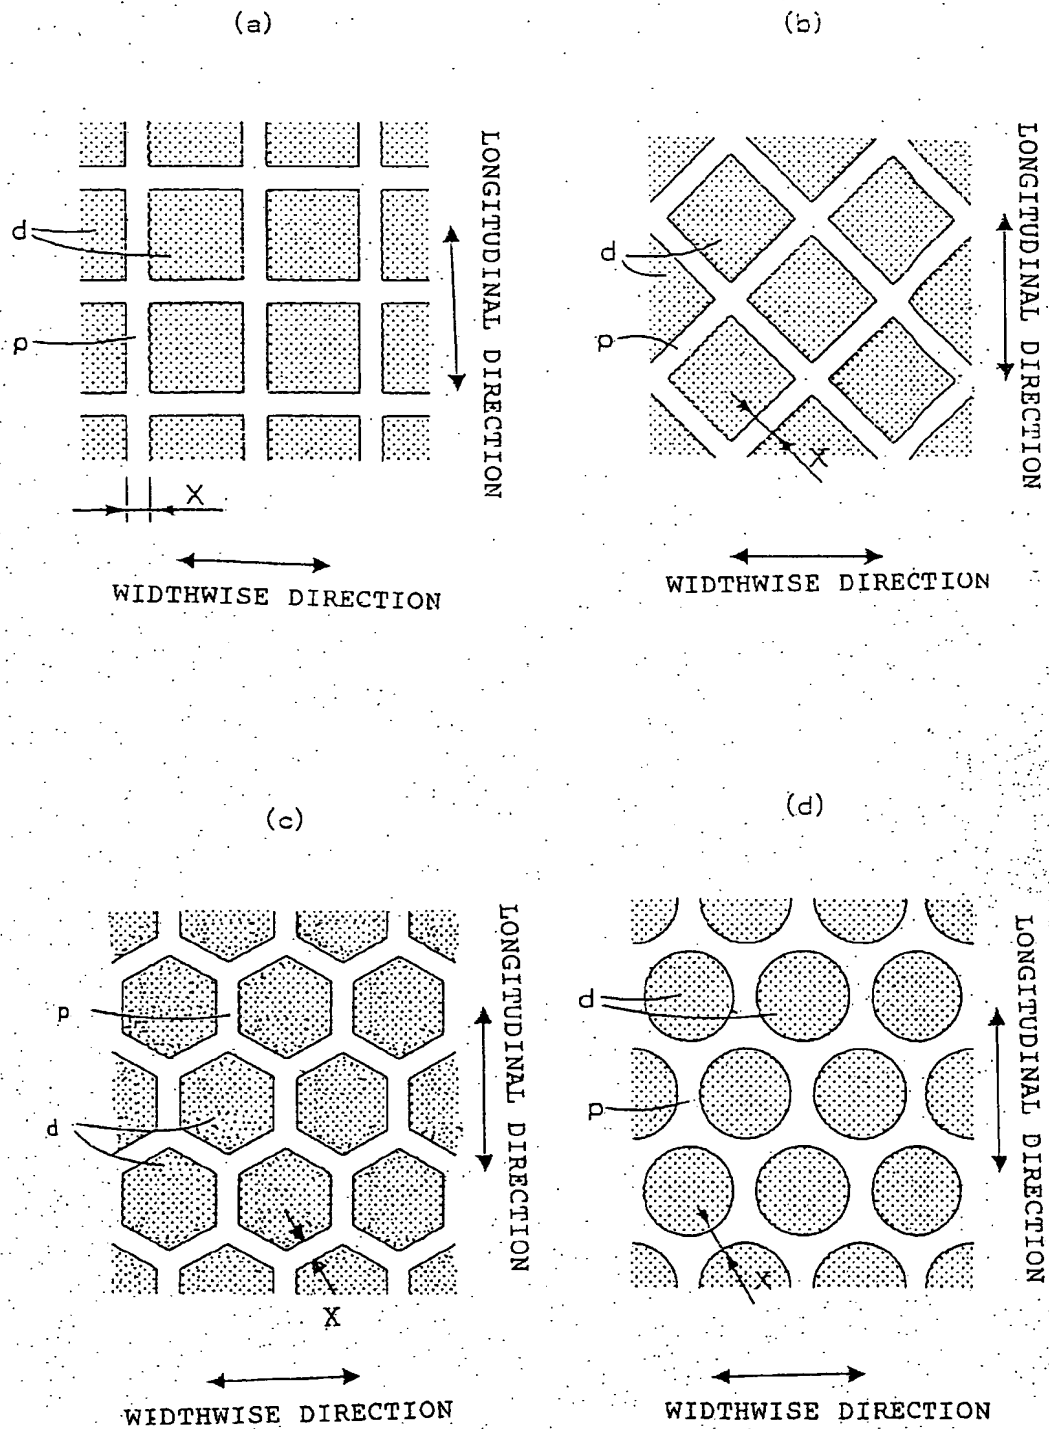 (a)
LONGITUDINAL DIRECTION
d
p
X
WIDTHWISE DIRECTION
(b)
LONGITUDINAL DIRECTION
d
p
X
WIDTHWISE DIRECTION
(c)
LONGITUDINAL DIRECTION
p
d
X
WIDTHWISE DIRECTION
(d)
LONGITUDINAL DIRECTION
d
p
X
WIDTHWISE DIRECTION